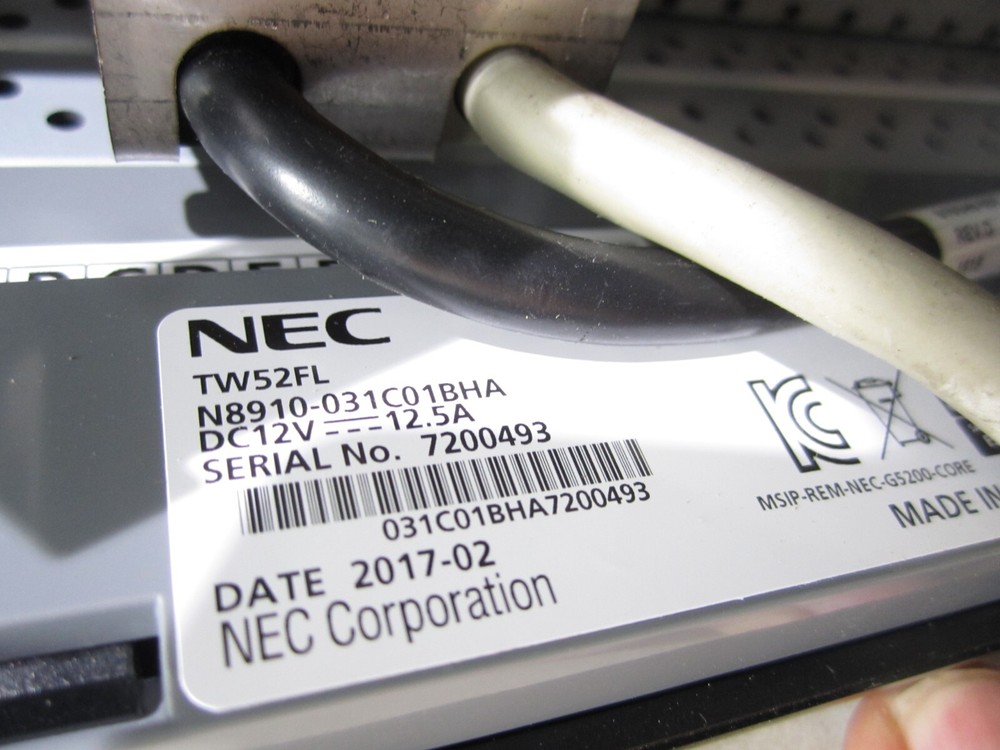 NEC
TW52FL
N8910-031C01BHA
DC12V 12.5A
SERIAL No. 7200493
031C01BHA7200493
DATE 2017-02
NEC Corporation
MSIP-REM-NEC-G5200-CORE
MADE IN
REV.